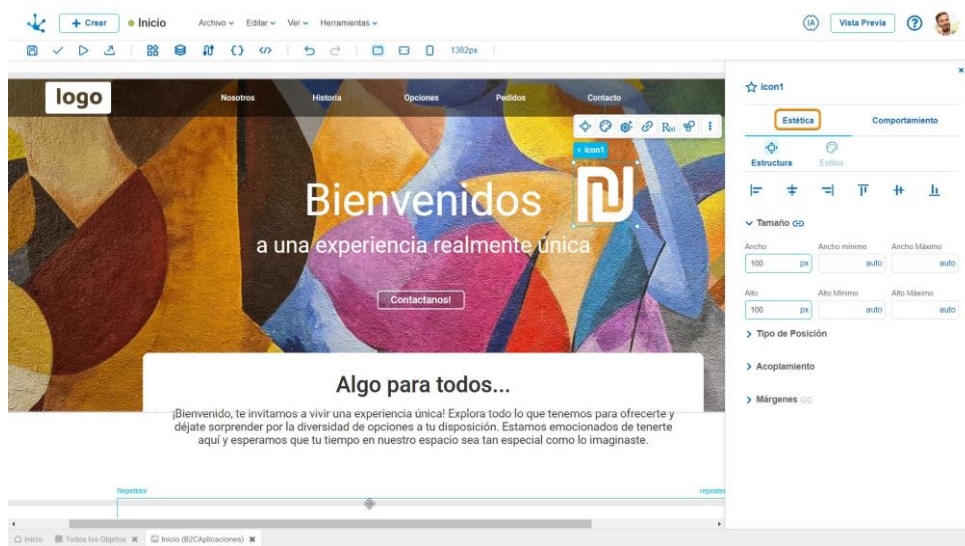 + Crear
Inicio
Archivo
Editar
Ver
Herramientas
IA
Vista Previa
?
1382px
logo
Nosotros
Historia
Opciones
Pedidos
Contacto
icon1
₪
Bienvenidos
a una experiencia realmente única
Contactanos!
Algo para todos...
¡Bienvenido, te invitamos a vivir una experiencia única! Explora todo lo que tenemos para ofrecerte y
déjate sorprender por la diversidad de opciones a tu disposición. Estamos emocionados de tenerte
aquí y esperamos que tu tiempo en nuestro espacio sea tan especial como lo imaginaste.
Repetidor
repeater
icon1
Estética
Comportamiento
Estructura
Estilos
Tamaño
Ancho
Ancho mínimo
Ancho Máximo
100 px
auto
auto
Alto
Alto Mínimo
Alto Máximo
100 px
auto
auto
Tipo de Posición
Acoplamiento
Márgenes
Inicio
Todos los Objetos
Inicio (B2CAplicaciones)